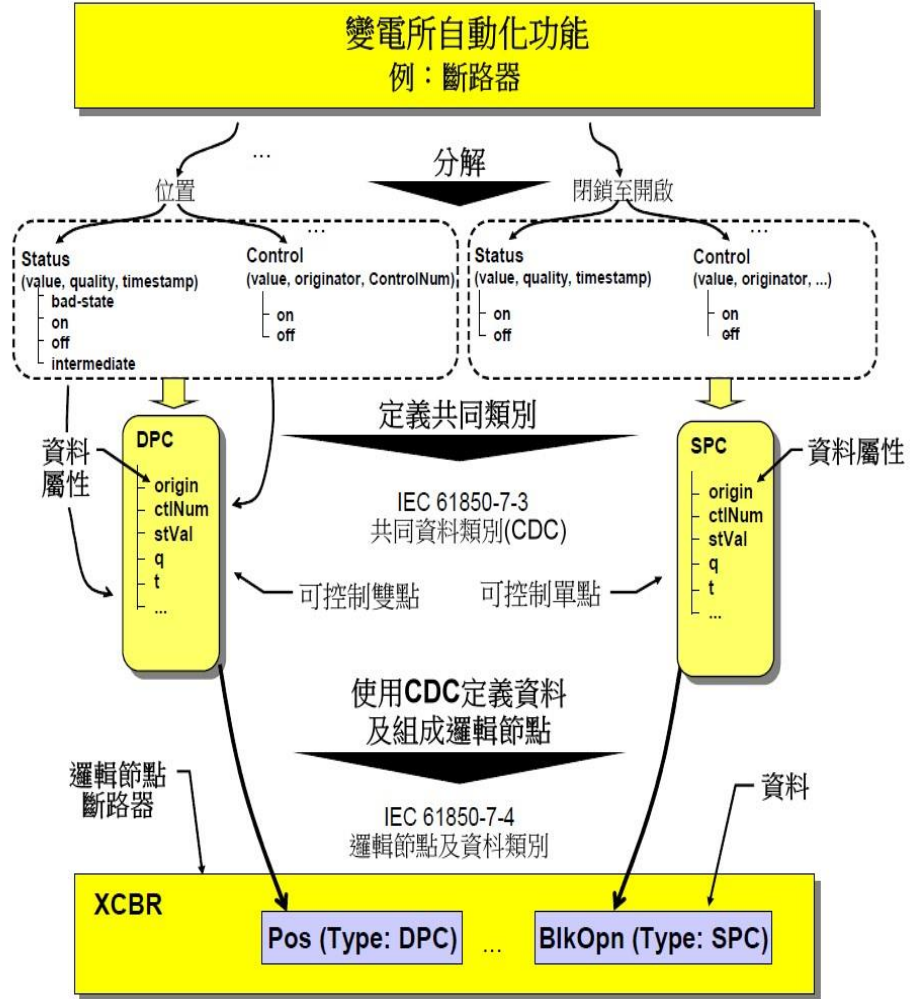 變電所自動化功能
例：斷路器
...
分解
位置
閉鎖至開啟
...
Status
(value, quality, timestamp)
bad-state
on
off
intermediate
Control
(value, originator, ControlNum)
on
off
...
Status
(value, quality, timestamp)
on
off
Control
(value, originator, ...)
on
off
定義共同類別
DPC
origin
ctlNum
stVal
q
t
...
資料
屬性
IEC 61850-7-3
共同資料類別(CDC)
可控制雙點
可控制單點
SPC
origin
ctlNum
stVal
q
t
...
資料屬性
使用CDC定義資料
及組成邏輯節點
邏輯節點
斷路器
IEC 61850-7-4
邏輯節點及資料類別
資料
XCBR
Pos (Type: DPC)
...
BlkOpn (Type: SPC)